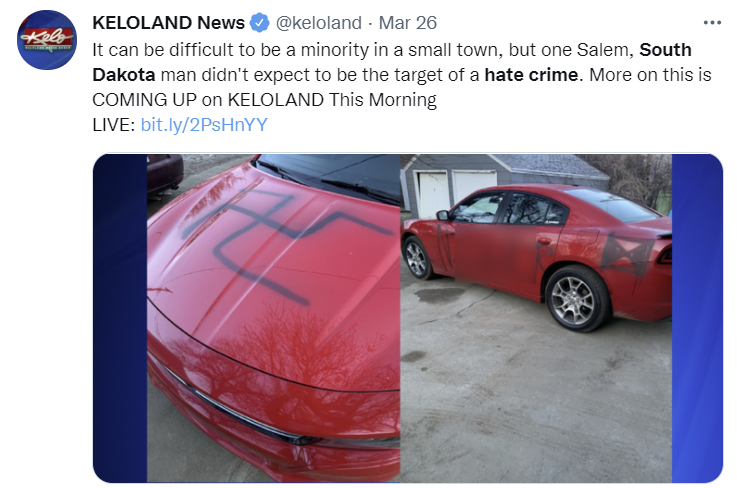 KELOLAND News @keloland · Mar 26
It can be difficult to be a minority in a small town, but one Salem, South
Dakota man didn't expect to be the target of a hate crime. More on this is
COMING UP on KELOLAND This Morning
LIVE: bit.ly/2PsHnYY
Kelo